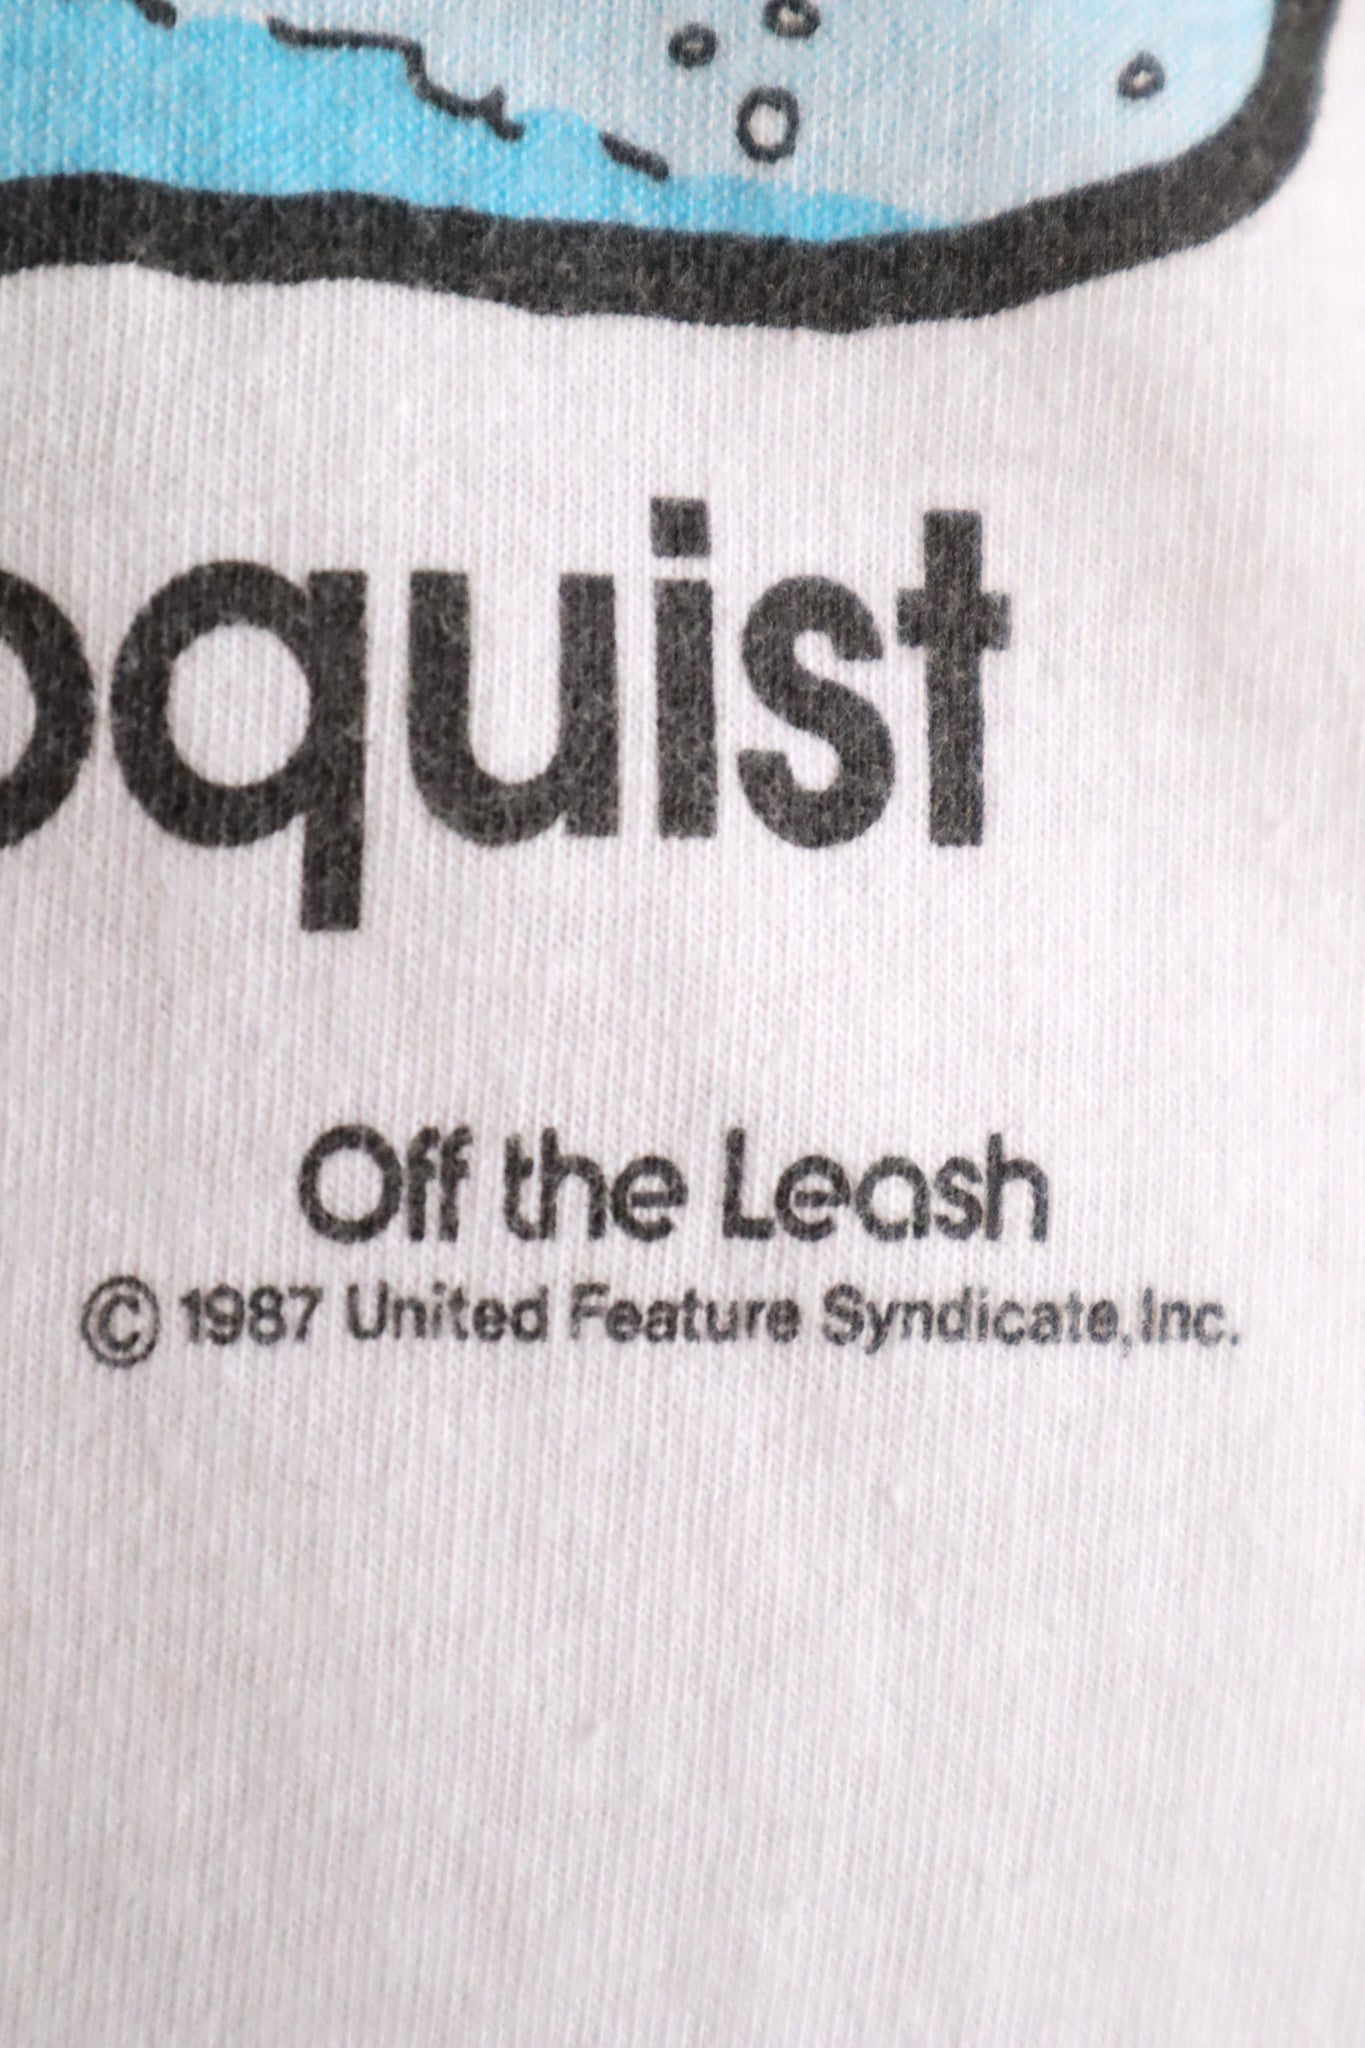 oquist
Off the Leash
© 1987 United Feature Syndicate, Inc.